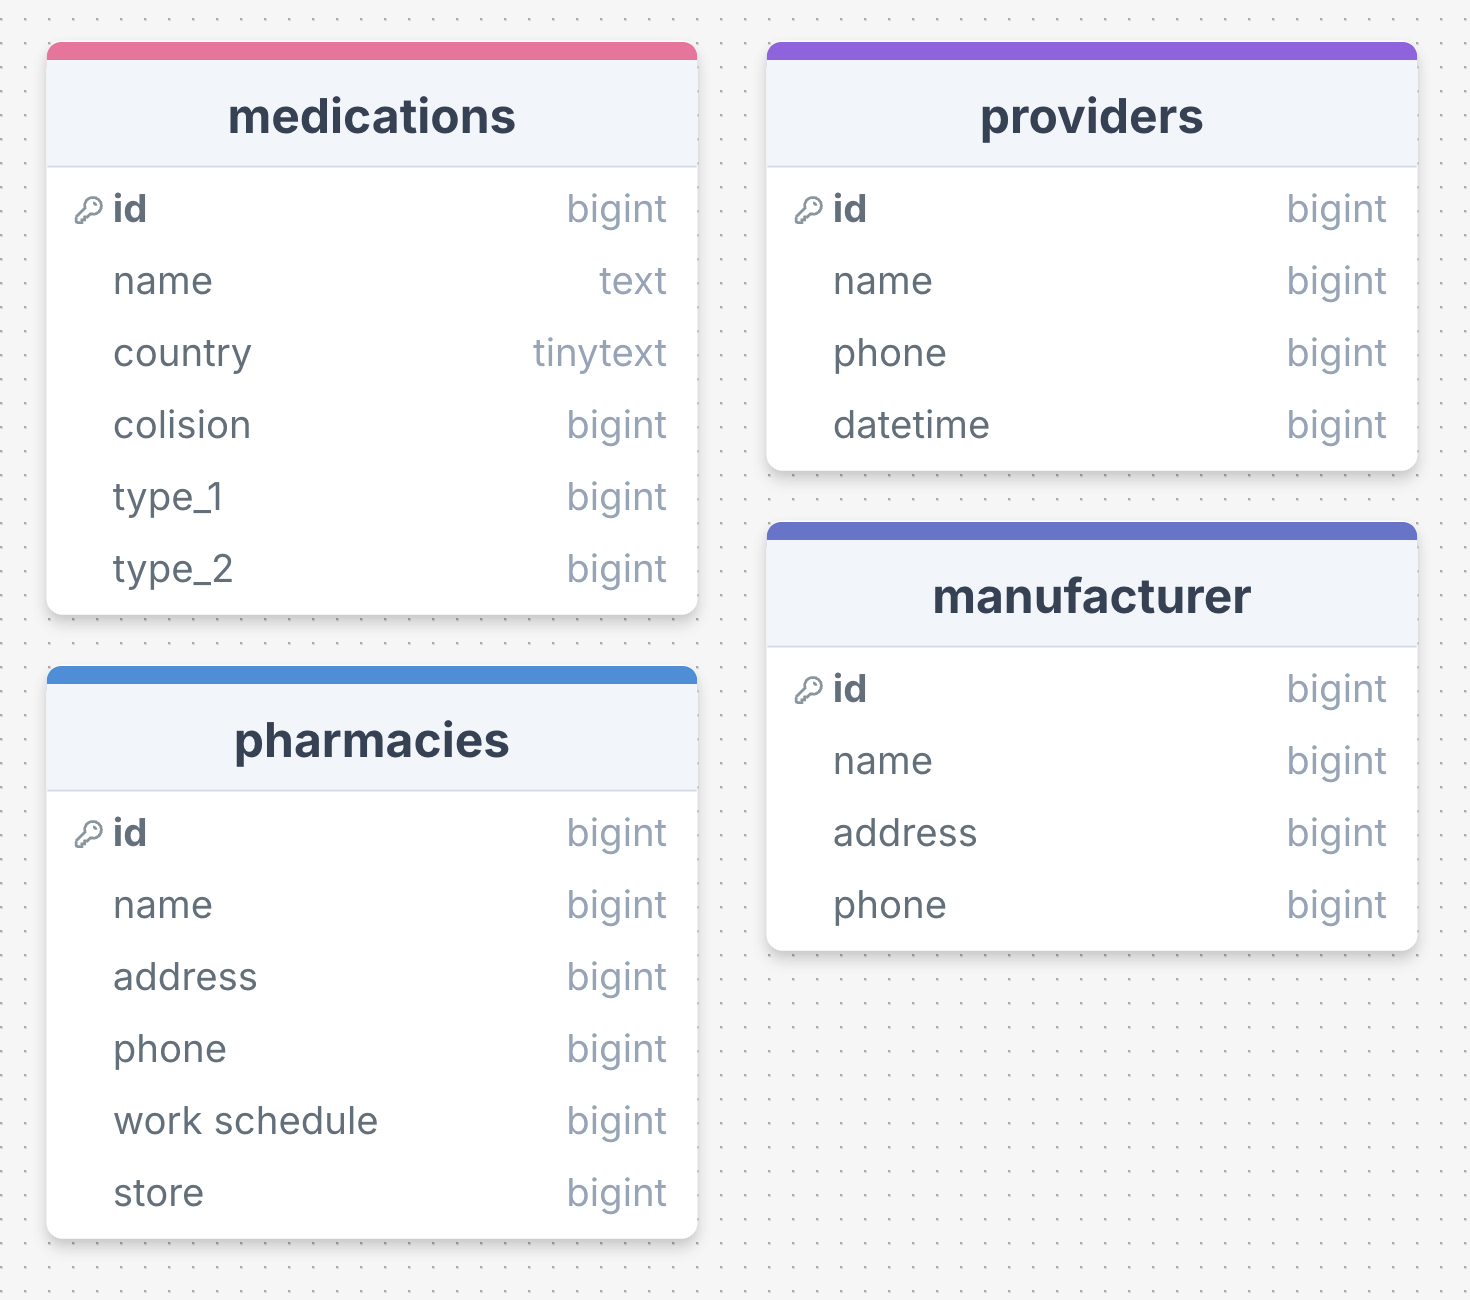 medications
id bigint
name text
country tinytext
colision bigint
type_1 bigint
type_2 bigint
pharmacies
id bigint
name bigint
address bigint
phone bigint
work schedule bigint
store bigint
providers
id bigint
name bigint
phone bigint
datetime bigint
manufacturer
id bigint
name bigint
address bigint
phone bigint